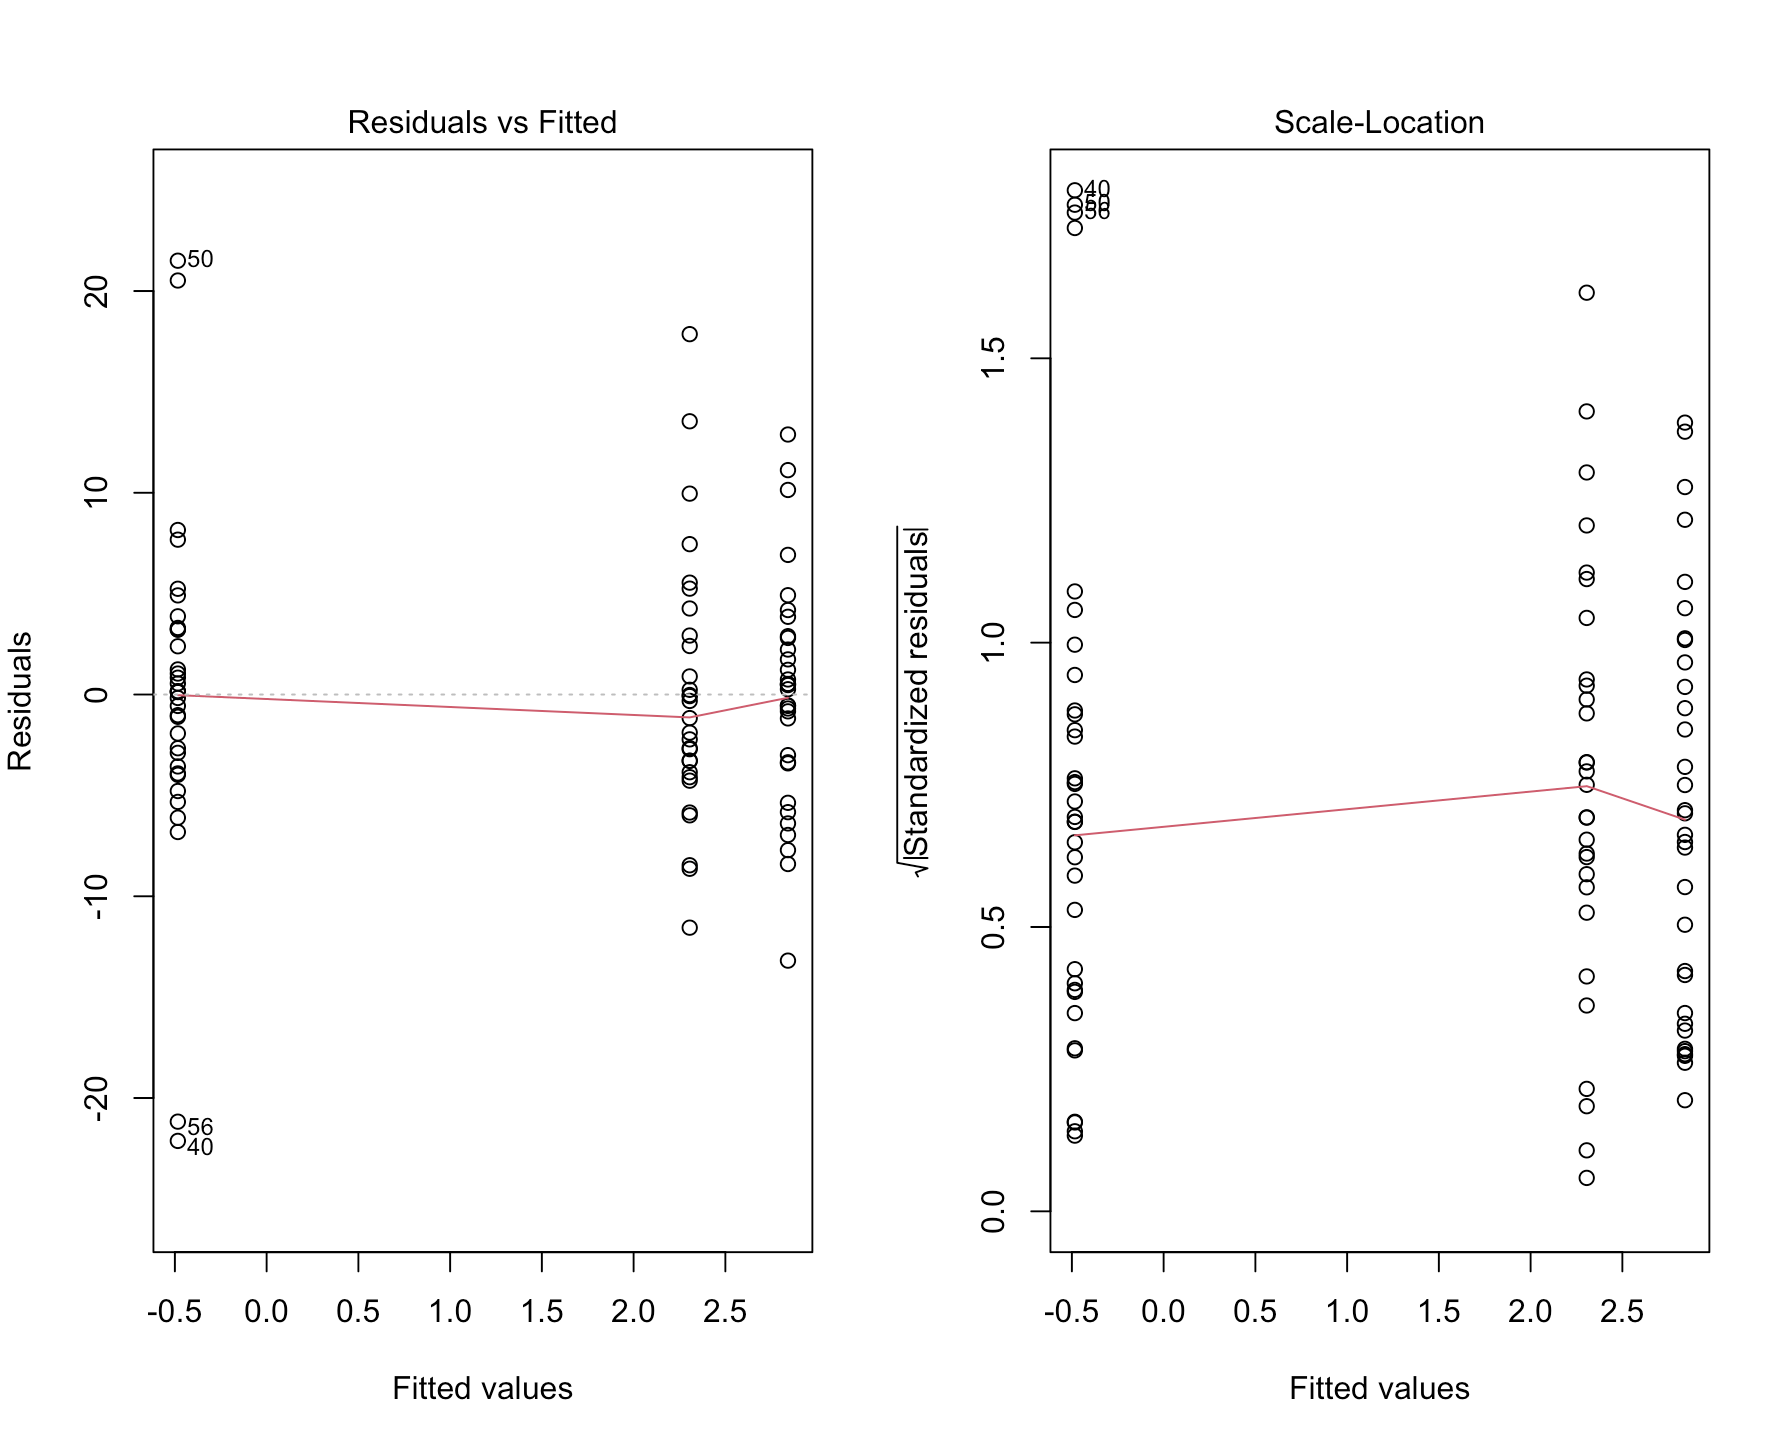 Residuals vs Fitted
Residuals
20
10
0
-10
-20
50
56
40
-0.5 0.0 0.5 1.0 1.5 2.0 2.5
Fitted values
Scale-Location
√|Standardized residuals|
1.5
1.0
0.5
0.0
40
50
56
-0.5 0.0 0.5 1.0 1.5 2.0 2.5
Fitted values